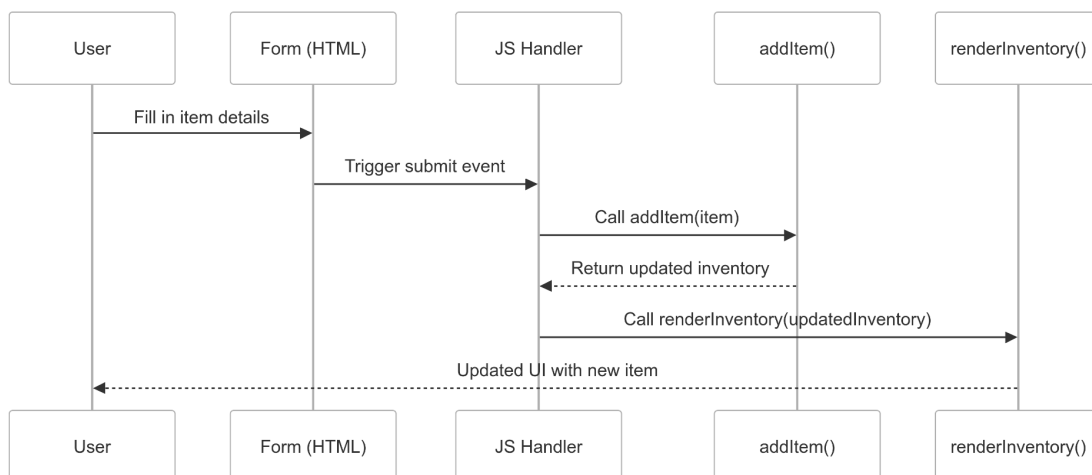 User
Form (HTML)
JS Handler
addItem()
renderInventory()
Fill in item details
Trigger submit event
Call addItem(item)
Return updated inventory
Call renderInventory(updatedInventory)
Updated UI with new item
User
Form (HTML)
JS Handler
addItem()
renderInventory()